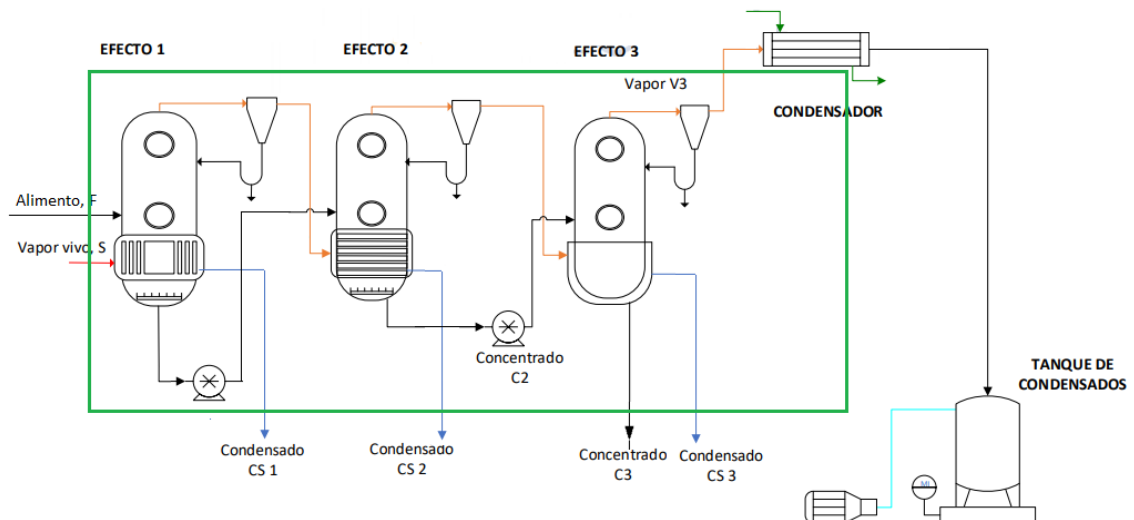 EFECTO 1
EFECTO 2
EFECTO 3
Vapor V3
CONDENSADOR
Alimento, F
Vapor vivo, S
Concentrado
C2
TANQUE DE
CONDENSADOS
Condensado
CS 1
Condensado
CS 2
Concentrado
C3
Condensado
CS 3
MI